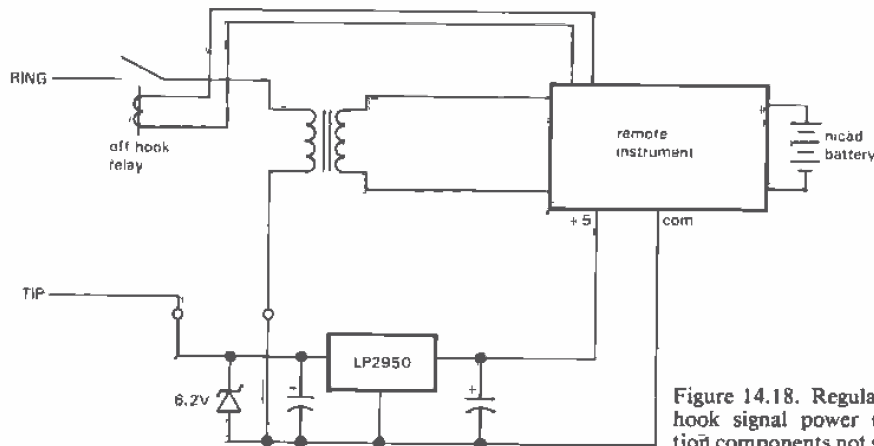 RING
off hook
relay
remote
instrument
+
nicad
battery
+ 5
com
TIP
LP2950
6.2V
+
+
Figure 14.18. Regula
hook signal power
tion components not